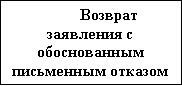 Возврат
заявления с
обоснованным
письменным отказом